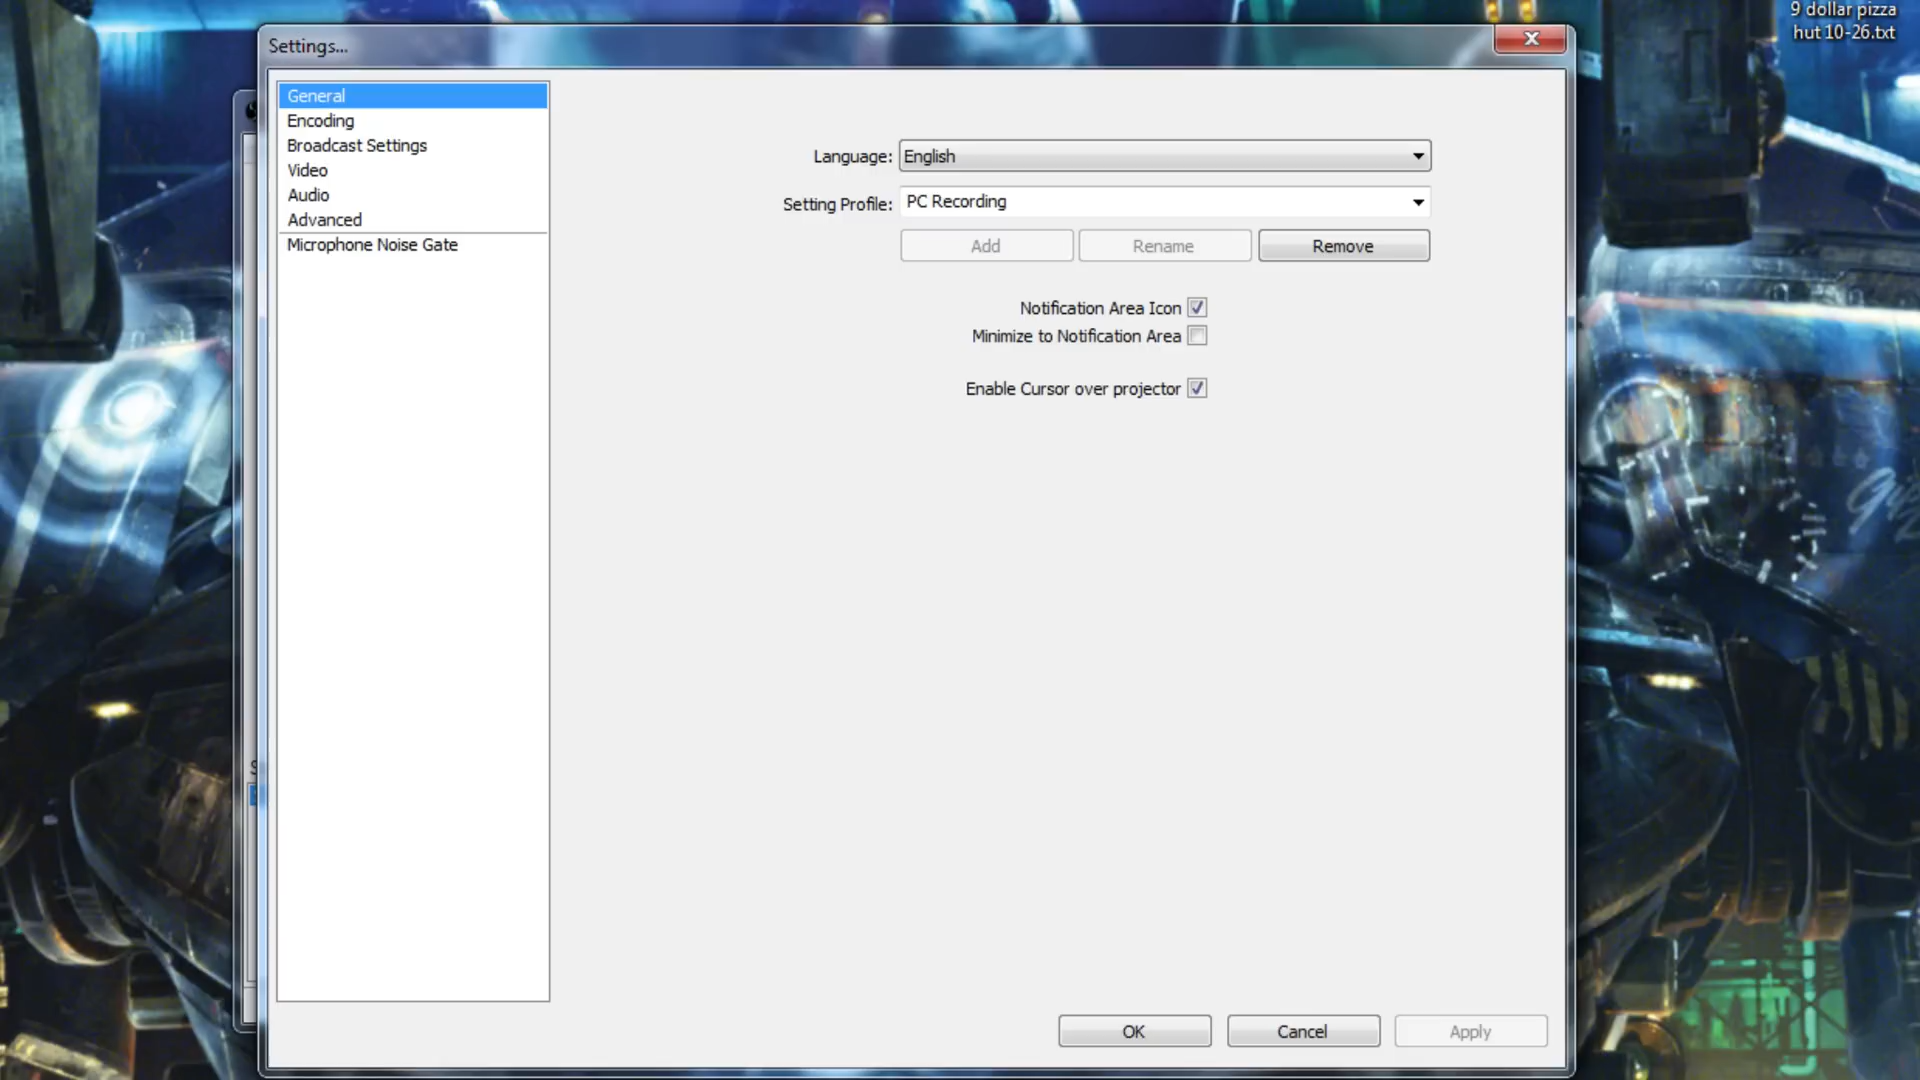 9 dollar pizza
hut 10-26.txt
Settings...
General
Encoding
Broadcast Settings
Video
Audio
Advanced
Microphone Noise Gate
Language: English
Setting Profile: PC Recording
Add Rename Remove
Notification Area Icon
Minimize to Notification Area
Enable Cursor over projector
OK Cancel Apply